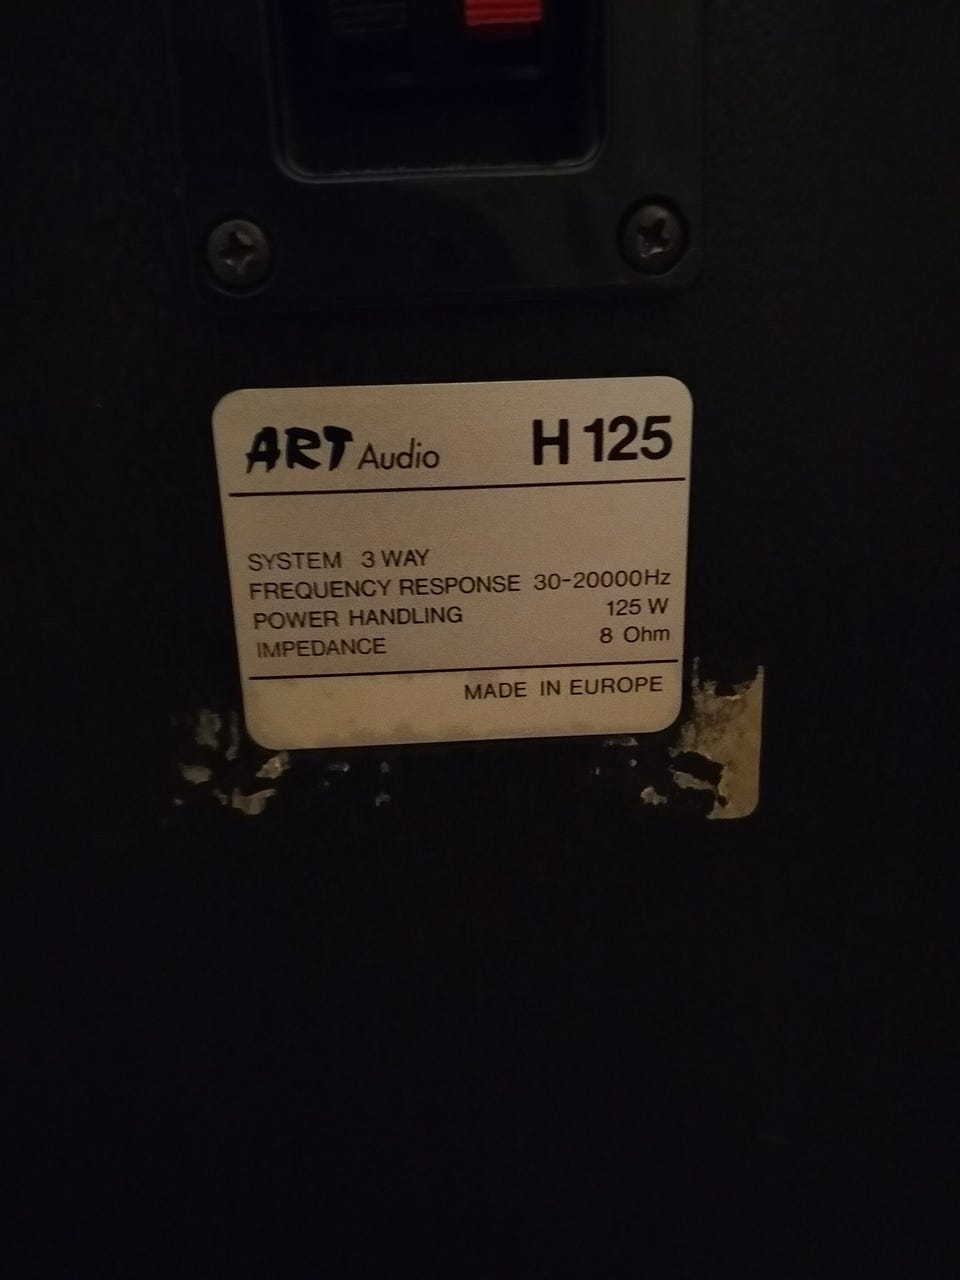 ART Audio H 125
SYSTEM 3 WAY
FREQUENCY RESPONSE 30-20000Hz
POWER HANDLING 125 W
IMPEDANCE 8 Ohm
MADE IN EUROPE